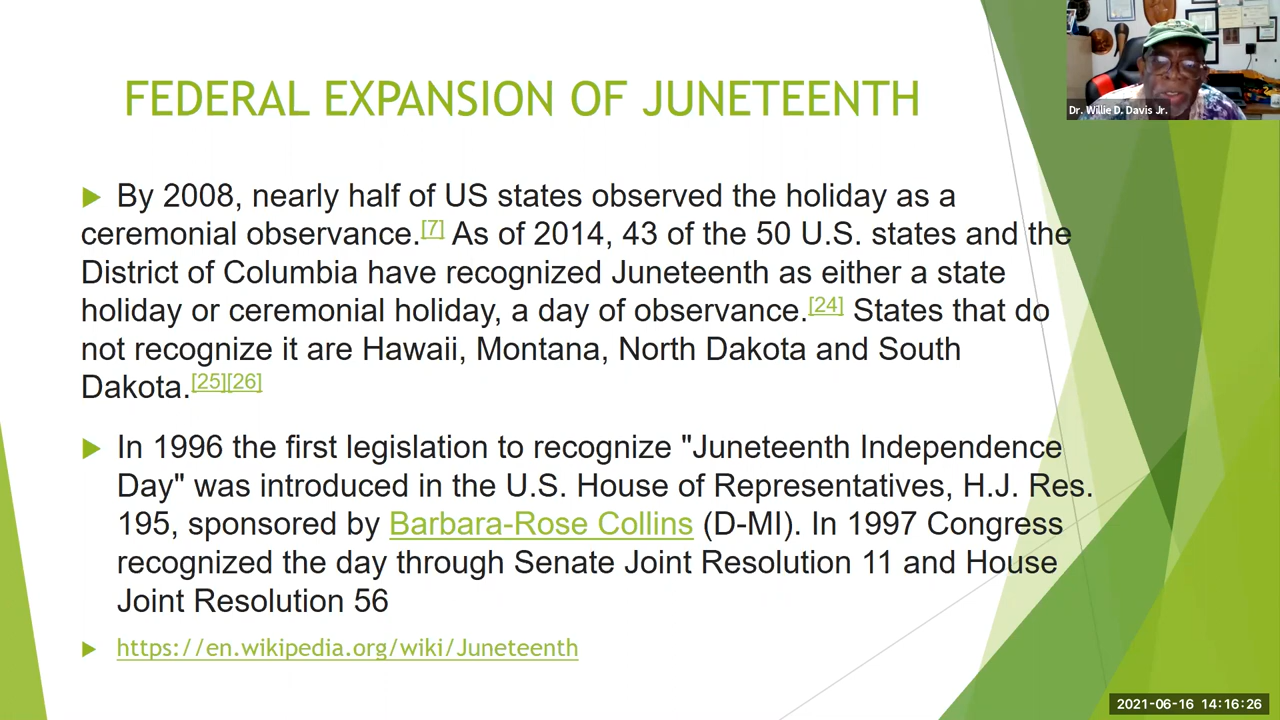 FEDERAL EXPANSION OF JUNETEENTH
Dr. Willie D. Davis Jr.
By 2008, nearly half of US states observed the holiday as a
ceremonial observance.[7] As of 2014, 43 of the 50 U.S. states and the
District of Columbia have recognized Juneteenth as either a state
holiday or ceremonial holiday, a day of observance.[24] States that do
not recognize it are Hawaii, Montana, North Dakota and South
Dakota.[25][26]
In 1996 the first legislation to recognize "Juneteenth Independence
Day" was introduced in the U.S. House of Representatives, H.J. Res.
195, sponsored by Barbara-Rose Collins (D-MI). In 1997 Congress
recognized the day through Senate Joint Resolution 11 and House
Joint Resolution 56
https://en.wikipedia.org/wiki/Juneteenth
2021-06-16 14:16:26